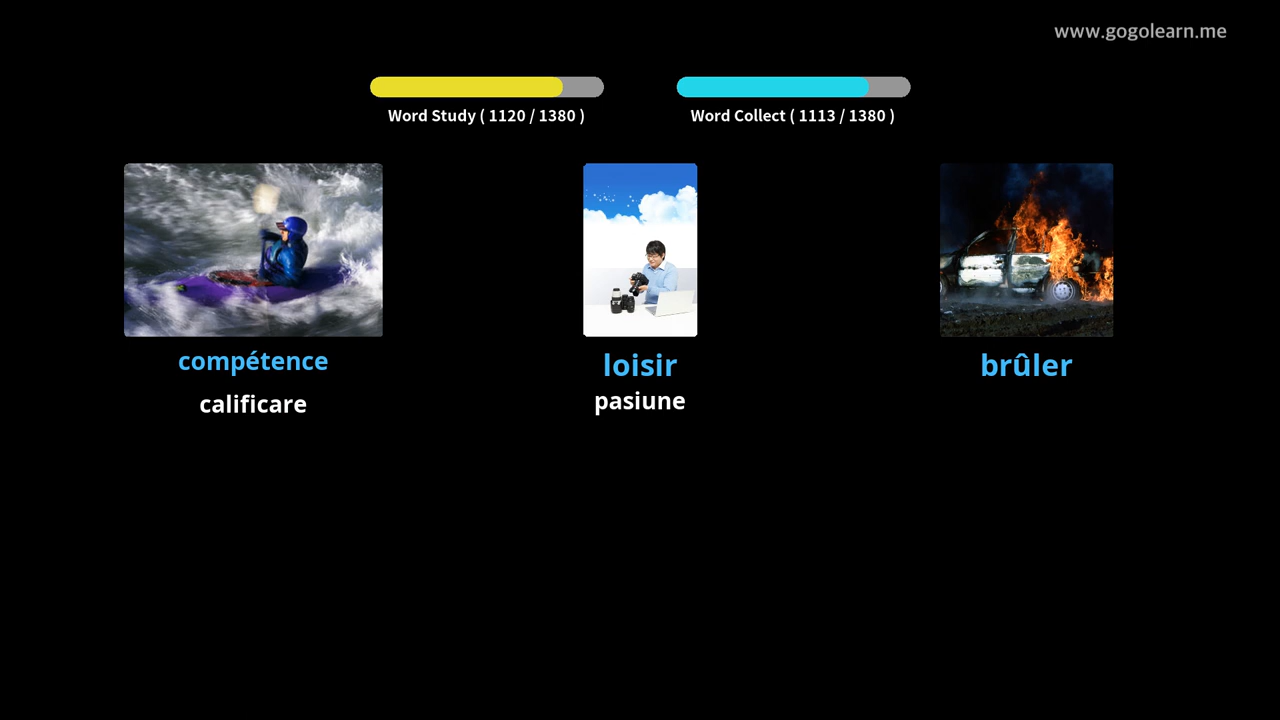 www.gogolearn.me
Word Study ( 1120 / 1380 )
Word Collect ( 1113 / 1380 )
compétence
calificare
loisir
pasiune
brûler